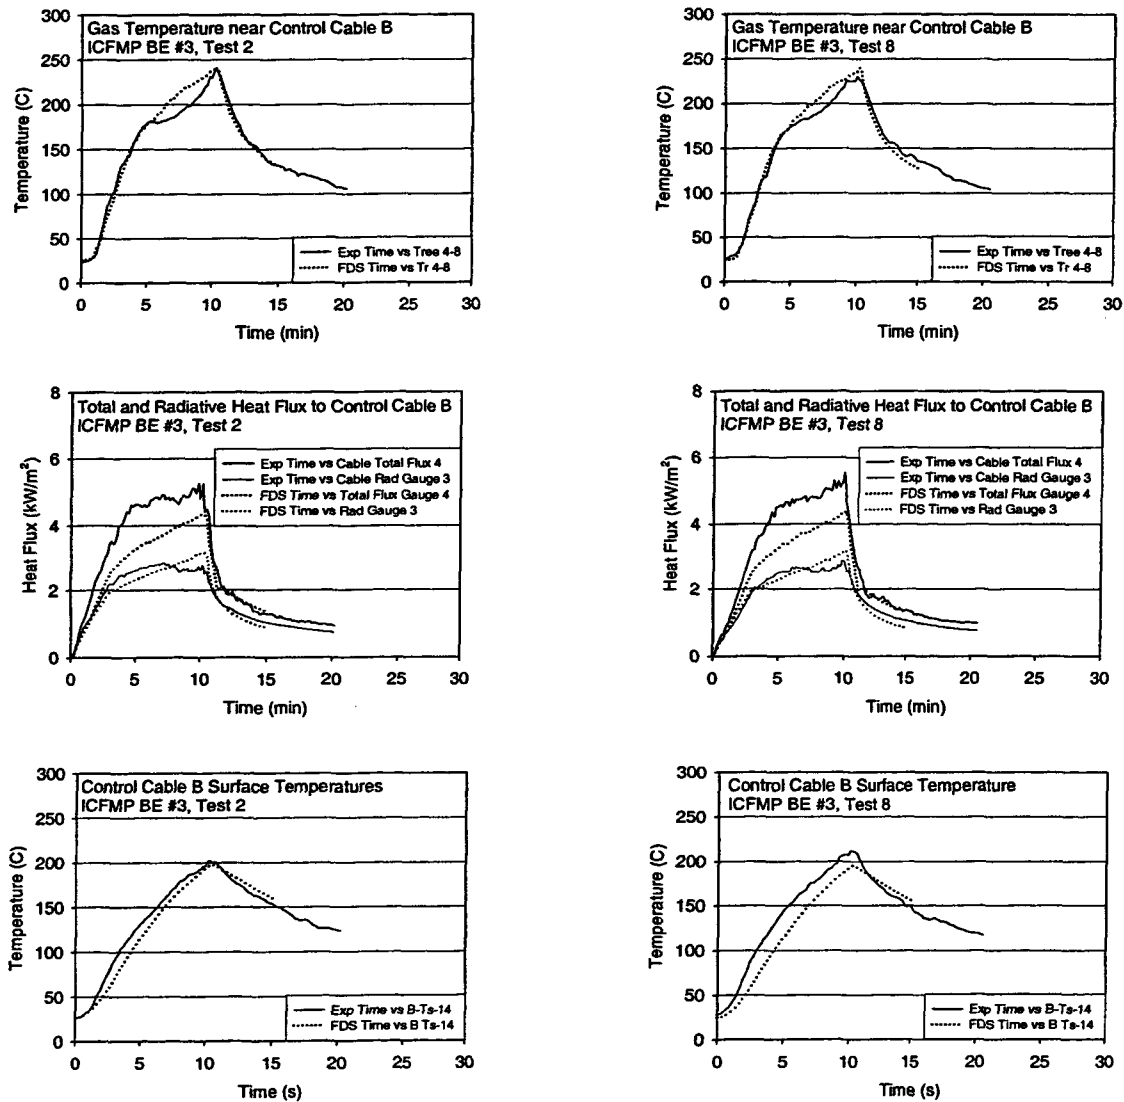 Gas Temperature near Control Cable B
ICFMP BE #3, Test 2
300
250
200
150
100
50
0
Temperature (C)
Exp Time vs Tree 4-8
FDS Time vs Tr 4-8
0 5 10 15 20 25 30
Time (min)
Gas Temperature near Control Cable B
ICFMP BE #3, Test 8
300
250
200
150
100
50
0
Temperature (C)
Exp Time vs Tree 4-8
FDS Time vs Tr 4-8
0 5 10 15 20 25 30
Time (min)
Total and Radiative Heat Flux to Control Cable B
ICFMP BE #3, Test 2
8
6
4
2
0
Heat Flux (kW/m²)
Exp Time vs Cable Total Flux 4
Exp Time vs Cable Rad Gauge 3
FDS Time vs Total Flux Gauge 4
FDS Time vs Rad Gauge 3
0 5 10 15 20 25 30
Time (min)
Total and Radiative Heat Flux to Control Cable B
ICFMP BE #3, Test 8
8
6
4
2
0
Heat Flux (kW/m²)
Exp Time vs Cable Total Flux 4
Exp Time vs Cable Rad Gauge 3
FDS Time vs Total Flux Gauge 4
FDS Time vs Rad Gauge 3
0 5 10 15 20 25 30
Time (min)
Control Cable B Surface Temperatures
ICFMP BE #3, Test 2
300
250
200
150
100
50
0
Temperature (C)
Exp Time vs B-Ts-14
FDS Time vs B Ts-14
0 5 10 15 20 25 30
Time (s)
Control Cable B Surface Temperature
ICFMP BE #3, Test 8
300
250
200
150
100
50
0
Temperature (C)
Exp Time vs B-Ts-14
FDS Time vs B Ts-14
0 5 10 15 20 25 30
Time (s)